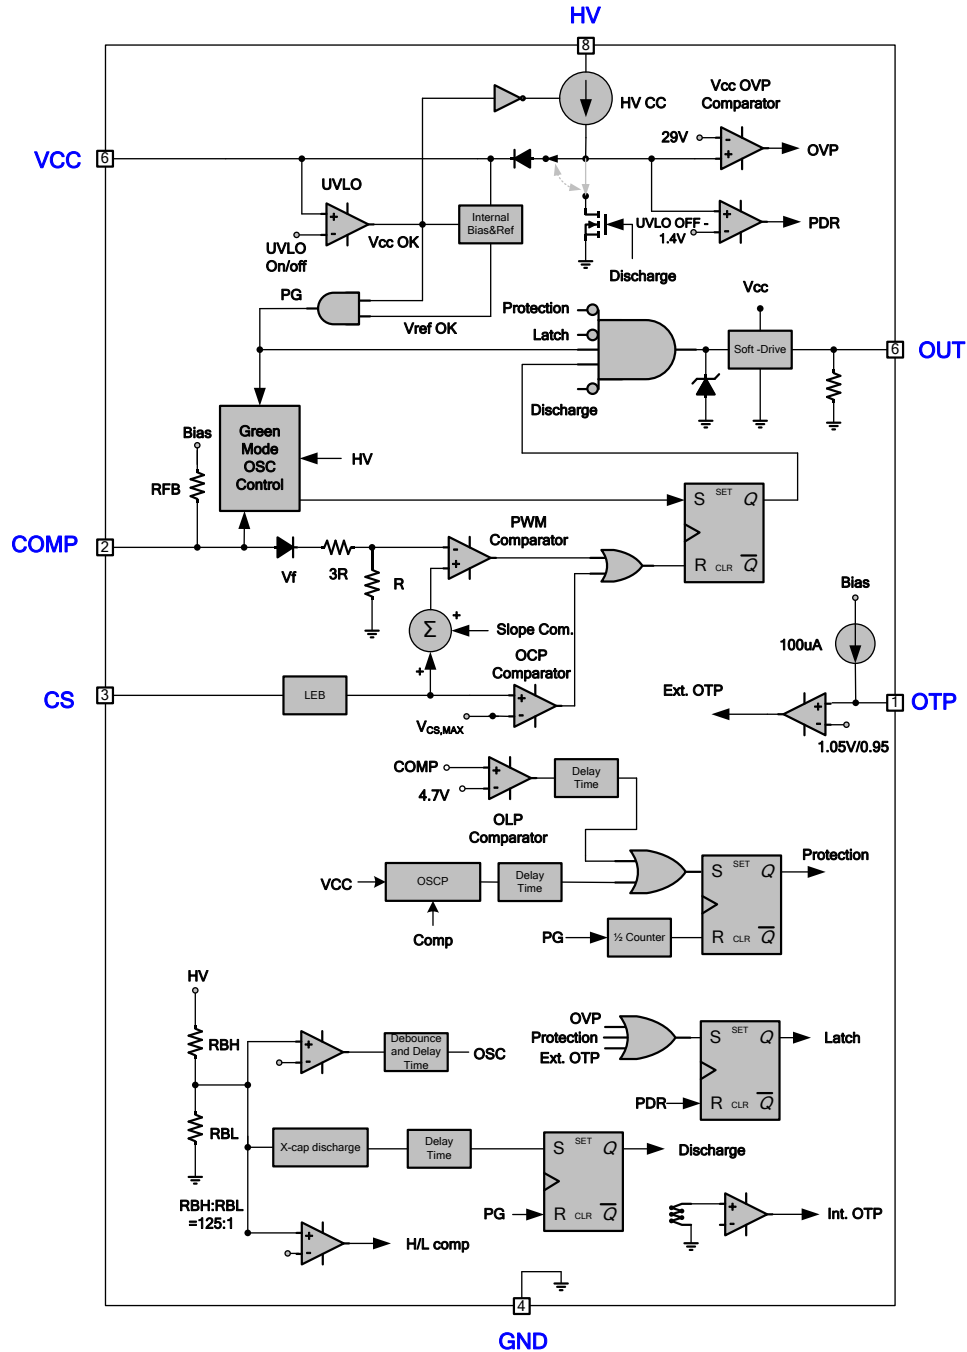 HV
8
HV CC
Vcc OVP
Comparator
29V
-
+
OVP
VCC
6
UVLO
+
-
UVLO
On/off
Vcc OK
Internal
Bias&Ref
UVLO OFF -
1.4V
+
-
PDR
Discharge
PG
Vref OK
Protection
Latch
Discharge
Vcc
Soft -Drive
6
OUT
Bias
RFB
Green
Mode
OSC
Control
HV
S
SET
Q
R
CLR
Q
COMP
2
Vf
3R
R
PWM
Comparator
-
+
Σ
+
+
Slope Com.
OCP
Comparator
+
-
VCS,MAX
CS
3
LEB
Bias
100uA
Ext. OTP
+
-
1
OTP
1.05V/0.95
COMP
4.7V
+
-
Delay
Time
OLP
Comparator
VCC
OSCP
Delay
Time
Comp
PG
½ Counter
S
SET
Q
R
CLR
Q
Protection
HV
RBH
RBL
RBH:RBL
=125:1
+
-
Debounce
and Delay
Time
OSC
OVP
Protection
Ext. OTP
PDR
S
SET
Q
R
CLR
Q
Latch
X-cap discharge
Delay
Time
PG
S
SET
Q
R
CLR
Q
Discharge
+
-
H/L comp
+
-
Int. OTP
4
GND